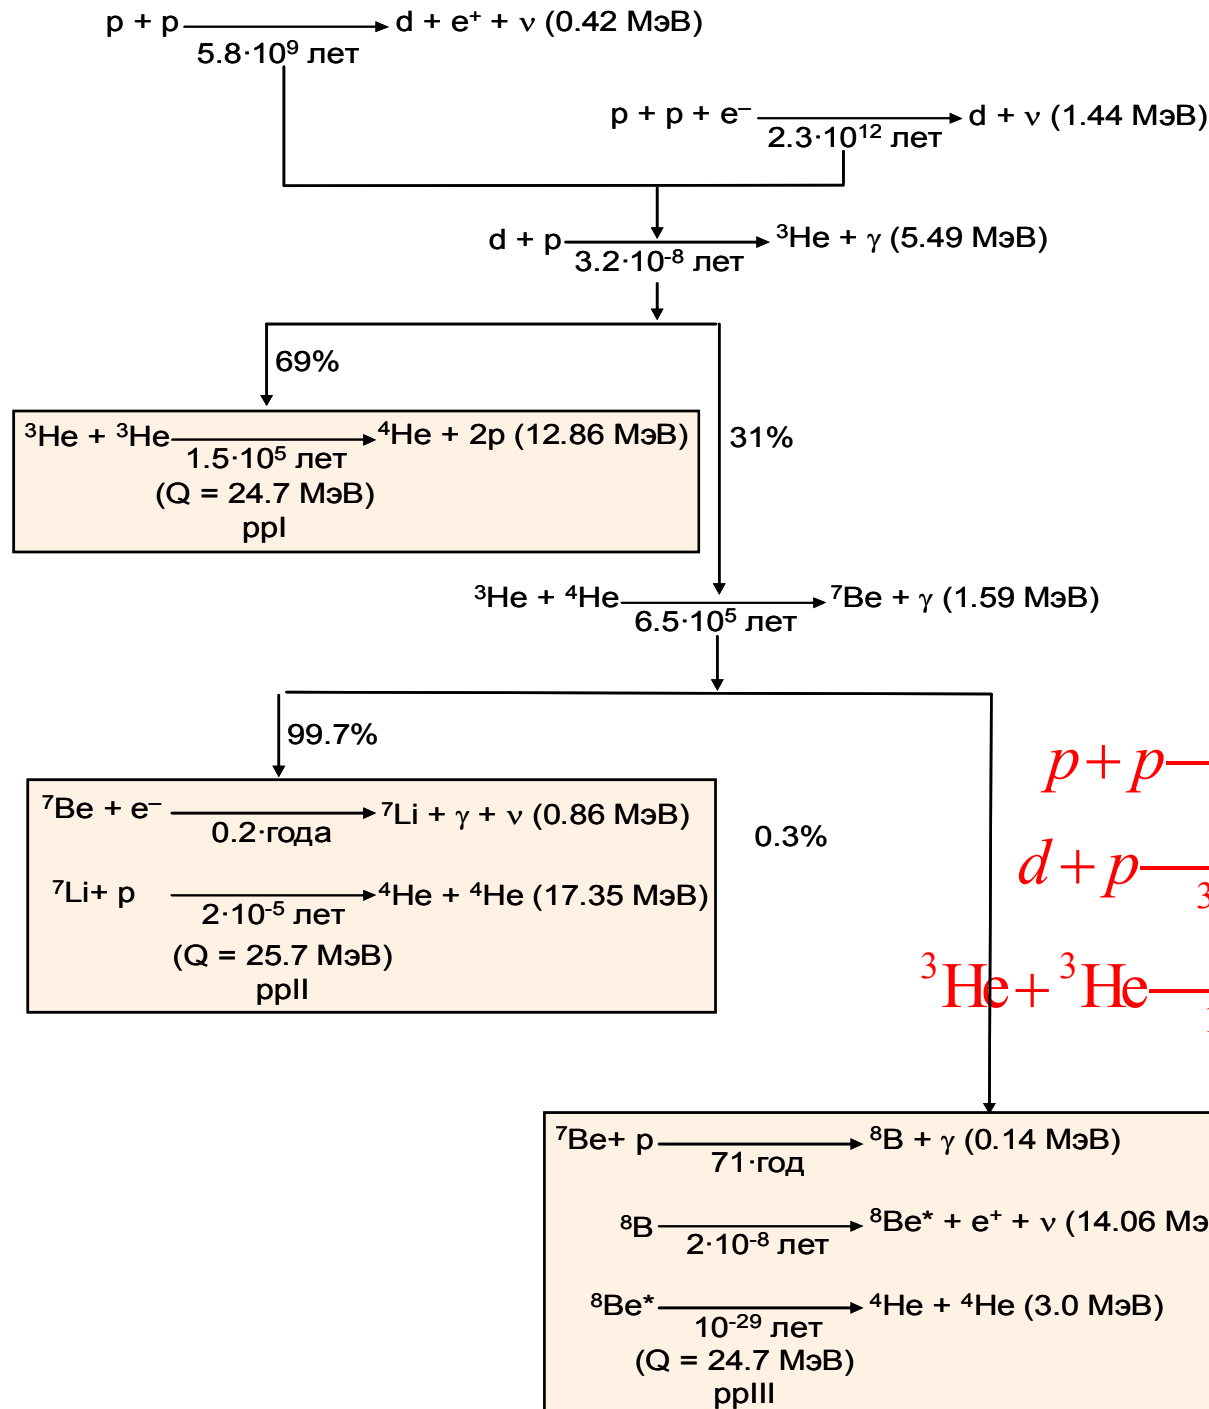 p + p → d + e⁺ + ν (0.42 МэВ)
5.8·10⁹ лет
p + p + e⁻ → d + ν (1.44 МэВ)
2.3·10¹² лет
d + p → ³He + γ (5.49 МэВ)
3.2·10⁻⁸ лет
69%
³He + ³He → ⁴He + 2p (12.86 МэВ)
1.5·10⁵ лет
(Q = 24.7 МэВ)
ppI
31%
³He + ⁴He → ⁷Be + γ (1.59 МэВ)
6.5·10⁵ лет
99.7%
⁷Be + e⁻ → ⁷Li + γ + ν (0.86 МэВ)
0.2·года
⁷Li+ p → ⁴He + ⁴He (17.35 МэВ)
2·10⁻⁵ лет
(Q = 25.7 МэВ)
ppII
0.3%
p + p
d + p
3
³He + ³He
⁷Be+ p → ⁸B + γ (0.14 МэВ)
71·год
⁸B → ⁸Be* + e⁺ + ν (14.06 Мэ
2·10⁻⁸ лет
⁸Be* → ⁴He + ⁴He (3.0 МэВ)
10⁻²⁹ лет
(Q = 24.7 МэВ)
ppIII